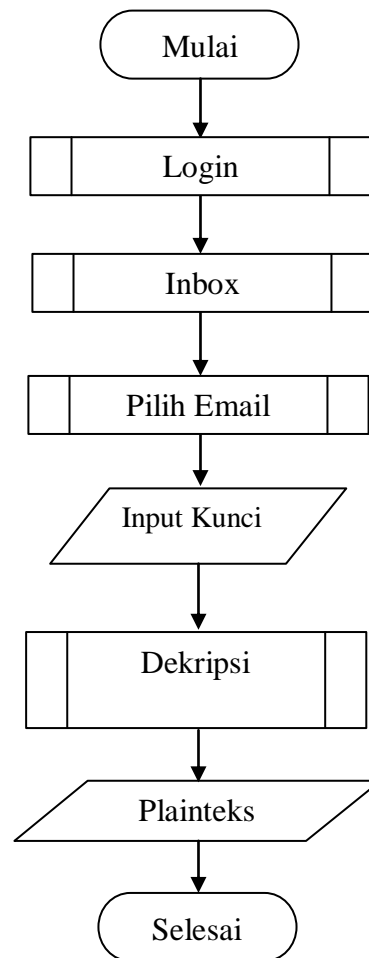 Mulai
Login
Inbox
Pilih Email
Input Kunci
Dekripsi
Plainteks
Selesai